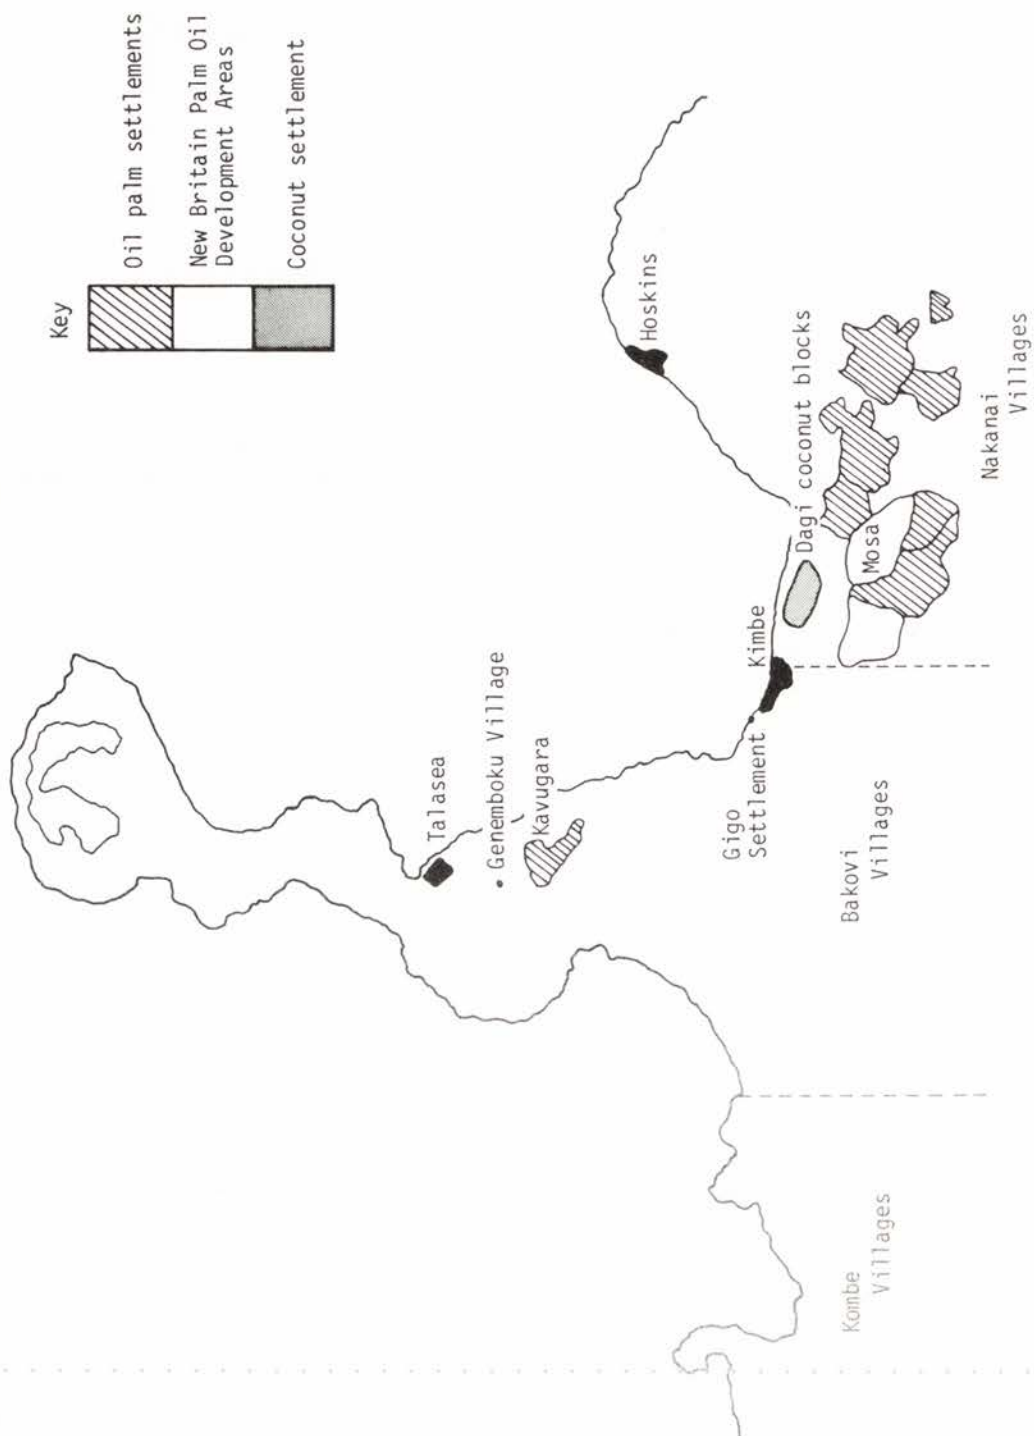 Key
Oil palm settlements
New Britain Palm Oil
Development Areas
Coconut settlement
Talasea
Genemboku Village
Kavugara
Hoskins
Gigo
Settlement
Kimbe
Dagi coconut blocks
Mosa
Kombe
Villages
Bakovi
Villages
Nakanai
Villages